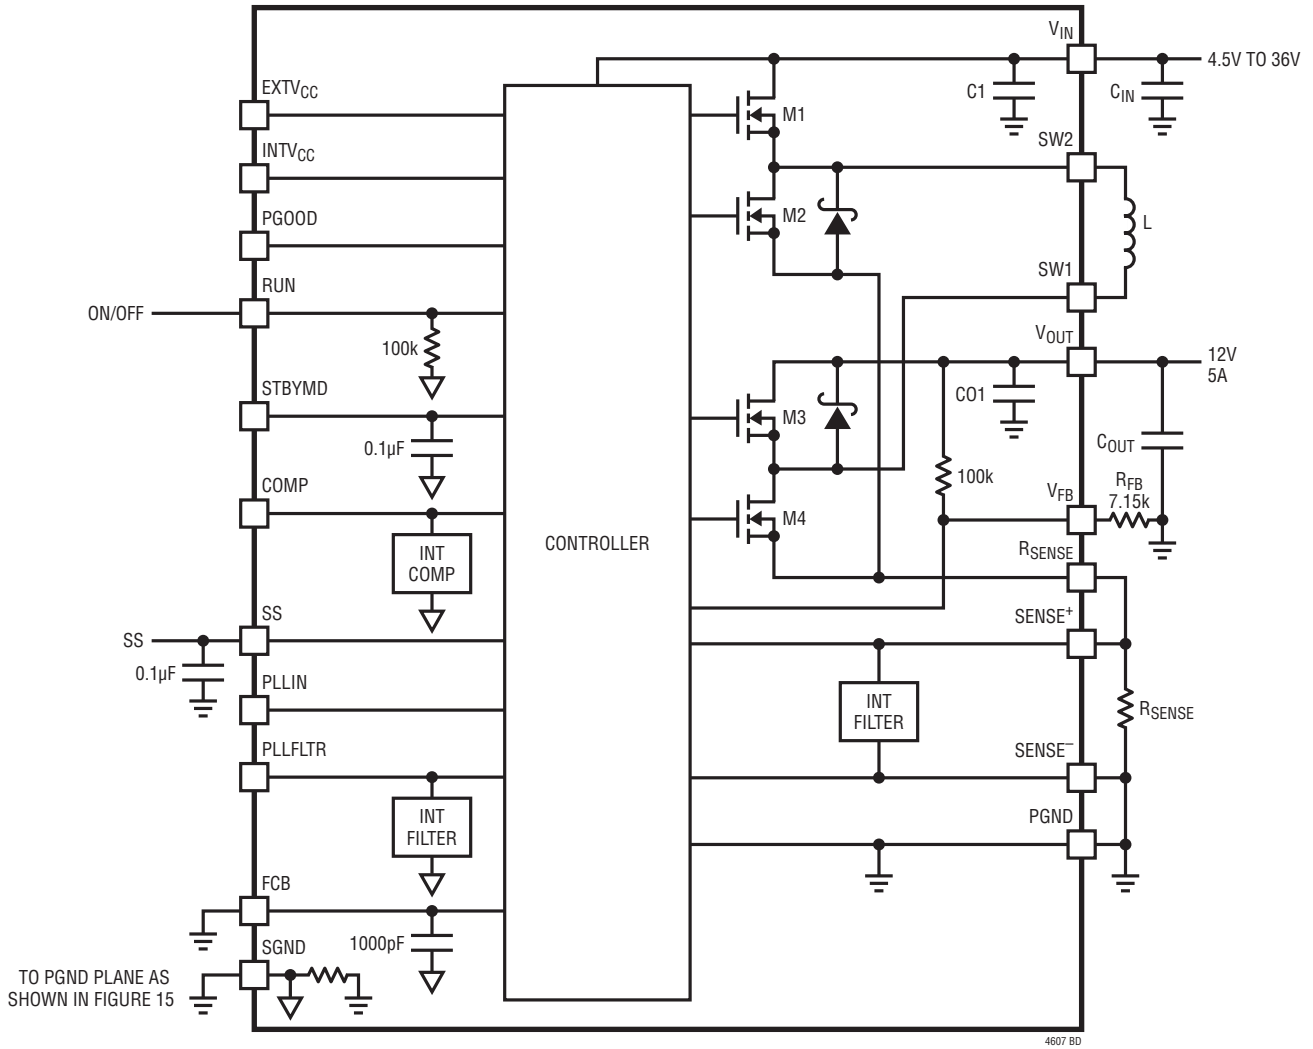 V_IN
4.5V TO 36V
EXTV_CC
C1
C_IN
M1
INTV_CC
SW2
PGOOD
M2
L
RUN
SW1
ON/OFF
V_OUT
100k
12V
5A
STBYMD
CO1
M3
0.1µF
C_OUT
COMP
100k
V_FB
R_FB
7.15k
M4
CONTROLLER
INT
COMP
R_SENSE
SS
SENSE+
SS
0.1µF
PLLIN
INT
FILTER
R_SENSE
PLLFLTR
SENSE–
INT
FILTER
PGND
FCB
1000pF
SGND
TO PGND PLANE AS
SHOWN IN FIGURE 15
4607 BD